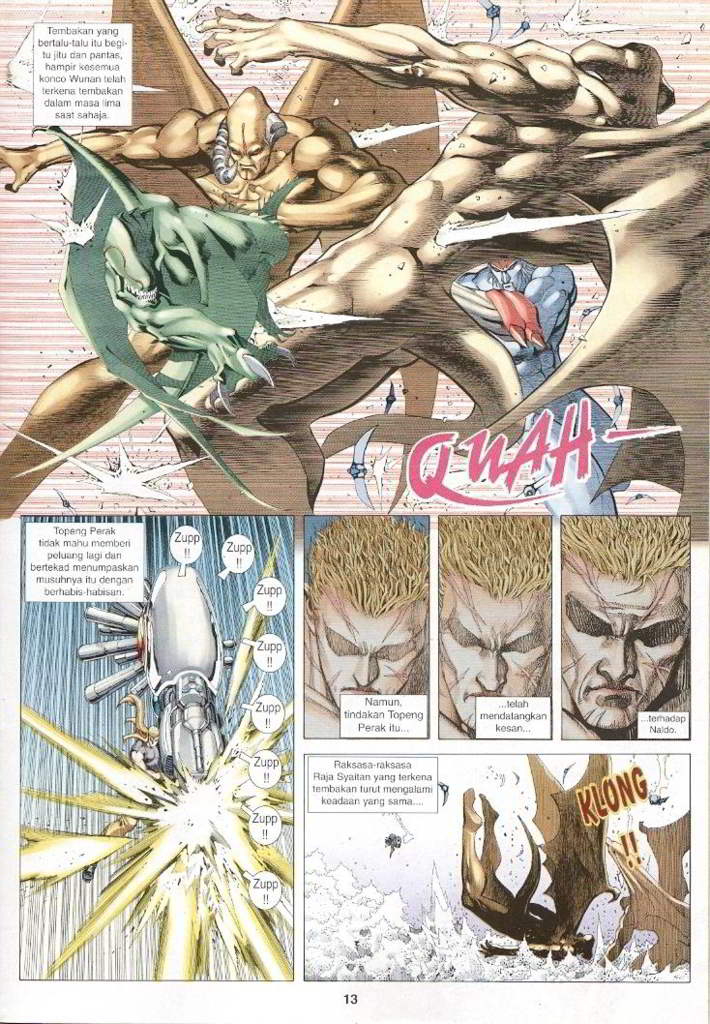 Tembakan yang
bertalu-talu itu begi-
tu jitu dan pantas,
hampir kesemua
konco Wunan telah
terkena tembakan
dalam masa lima
saat sahaja.
QUAH
Topeng Perak
tidak mahu memberi
peluang lagi dan
bertekad menumpaskan
musuhnya itu dengan
berhabis-habisan.
Zupp
!!
Zupp
!!
Zupp
!!
Zupp
!!
Zupp
!!
Zupp
!!
Zupp
!!
Zupp
!!
Namun,
tindakan Topeng
Perak itu...
...telah
mendatangkan
kesan...
...terhadap
Naldo.
Raksasa-raksasa
Raja Syaitan yang terkena
tembakan turut mengalami
keadaan yang sama....
KLONG
!!
13